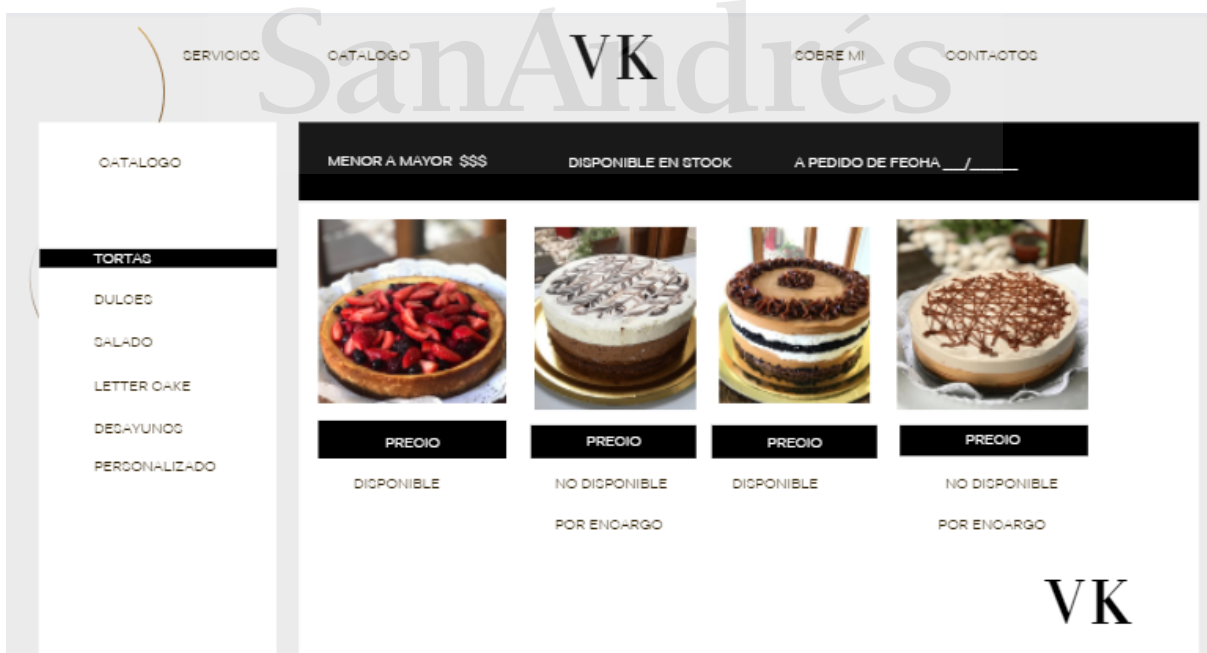 SanAndrés
SERVICIOS CATALOGO VK SOBRE MI CONTACTOS
CATALOGO
MENOR A MAYOR $$$ DISPONIBLE EN STOCK A PEDIDO DE FECHA __/_____
TORTAS
DULCES
SALADO
LETTER CAKE
DESAYUNOS
PERSONALIZADO
PRECIO PRECIO PRECIO PRECIO
DISPONIBLE NO DISPONIBLE DISPONIBLE NO DISPONIBLE
POR ENCARGO POR ENCARGO
VK